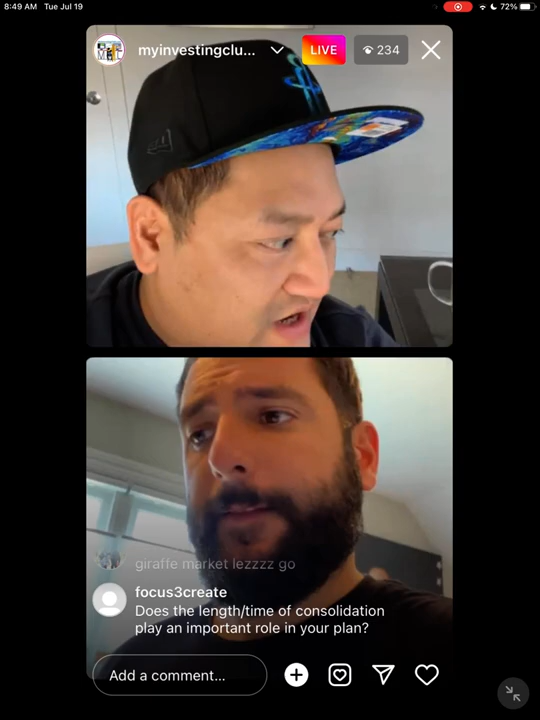 8:49 AM Tue Jul 19
72%
myinvestingclu...
LIVE
234
giraffe market lezzzz go
focus3create
Does the length/time of consolidation
play an important role in your plan?
Add a comment...